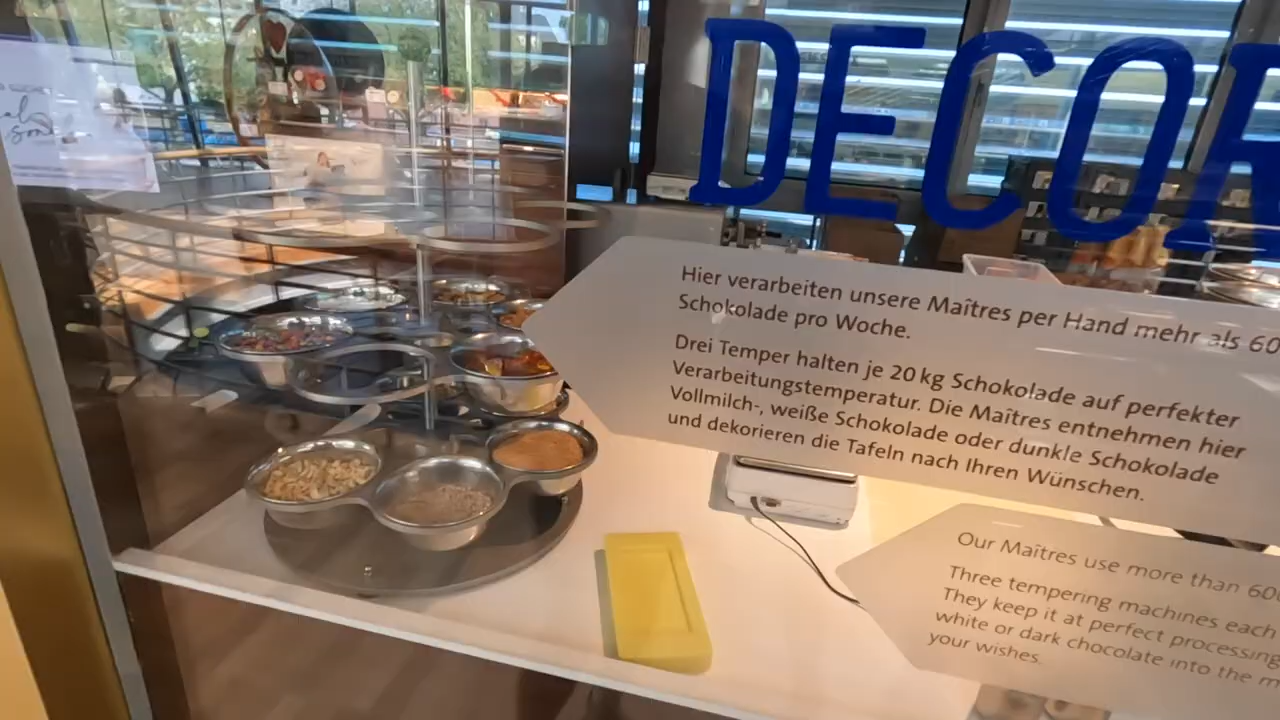 DECOR
Hier verarbeiten unsere Maîtres per Hand mehr als 60
Schokolade pro Woche.
Drei Temper halten je 20 kg Schokolade auf perfekter
Verarbeitungstemperatur. Die Maîtres entnehmen hier
Vollmilch-, weiße Schokolade oder dunkle Schokolade
und dekorieren die Tafeln nach Ihren Wünschen.
Our Maîtres use more than 60
Three tempering machines each
They keep it at perfect processing
white or dark chocolate into the m
your wishes.